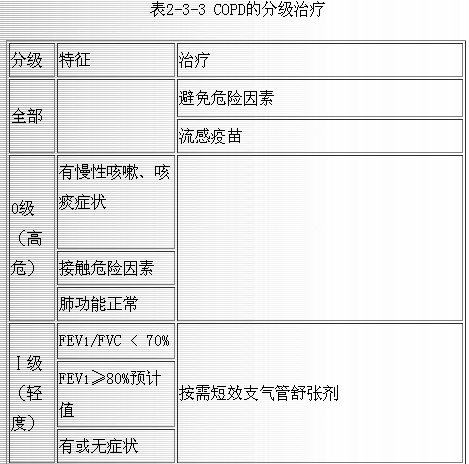 表2-3-3 COPD的分级治疗
分级 特征 治疗
全部
避免危险因素
流感疫苗
0级
（高
危）
有慢性咳嗽、咳
痰症状
接触危险因素
肺功能正常
Ⅰ级
（轻
度）
FEV1/FVC < 70%
FEV1≥80%预计
值
有或无症状
按需短效支气管舒张剂